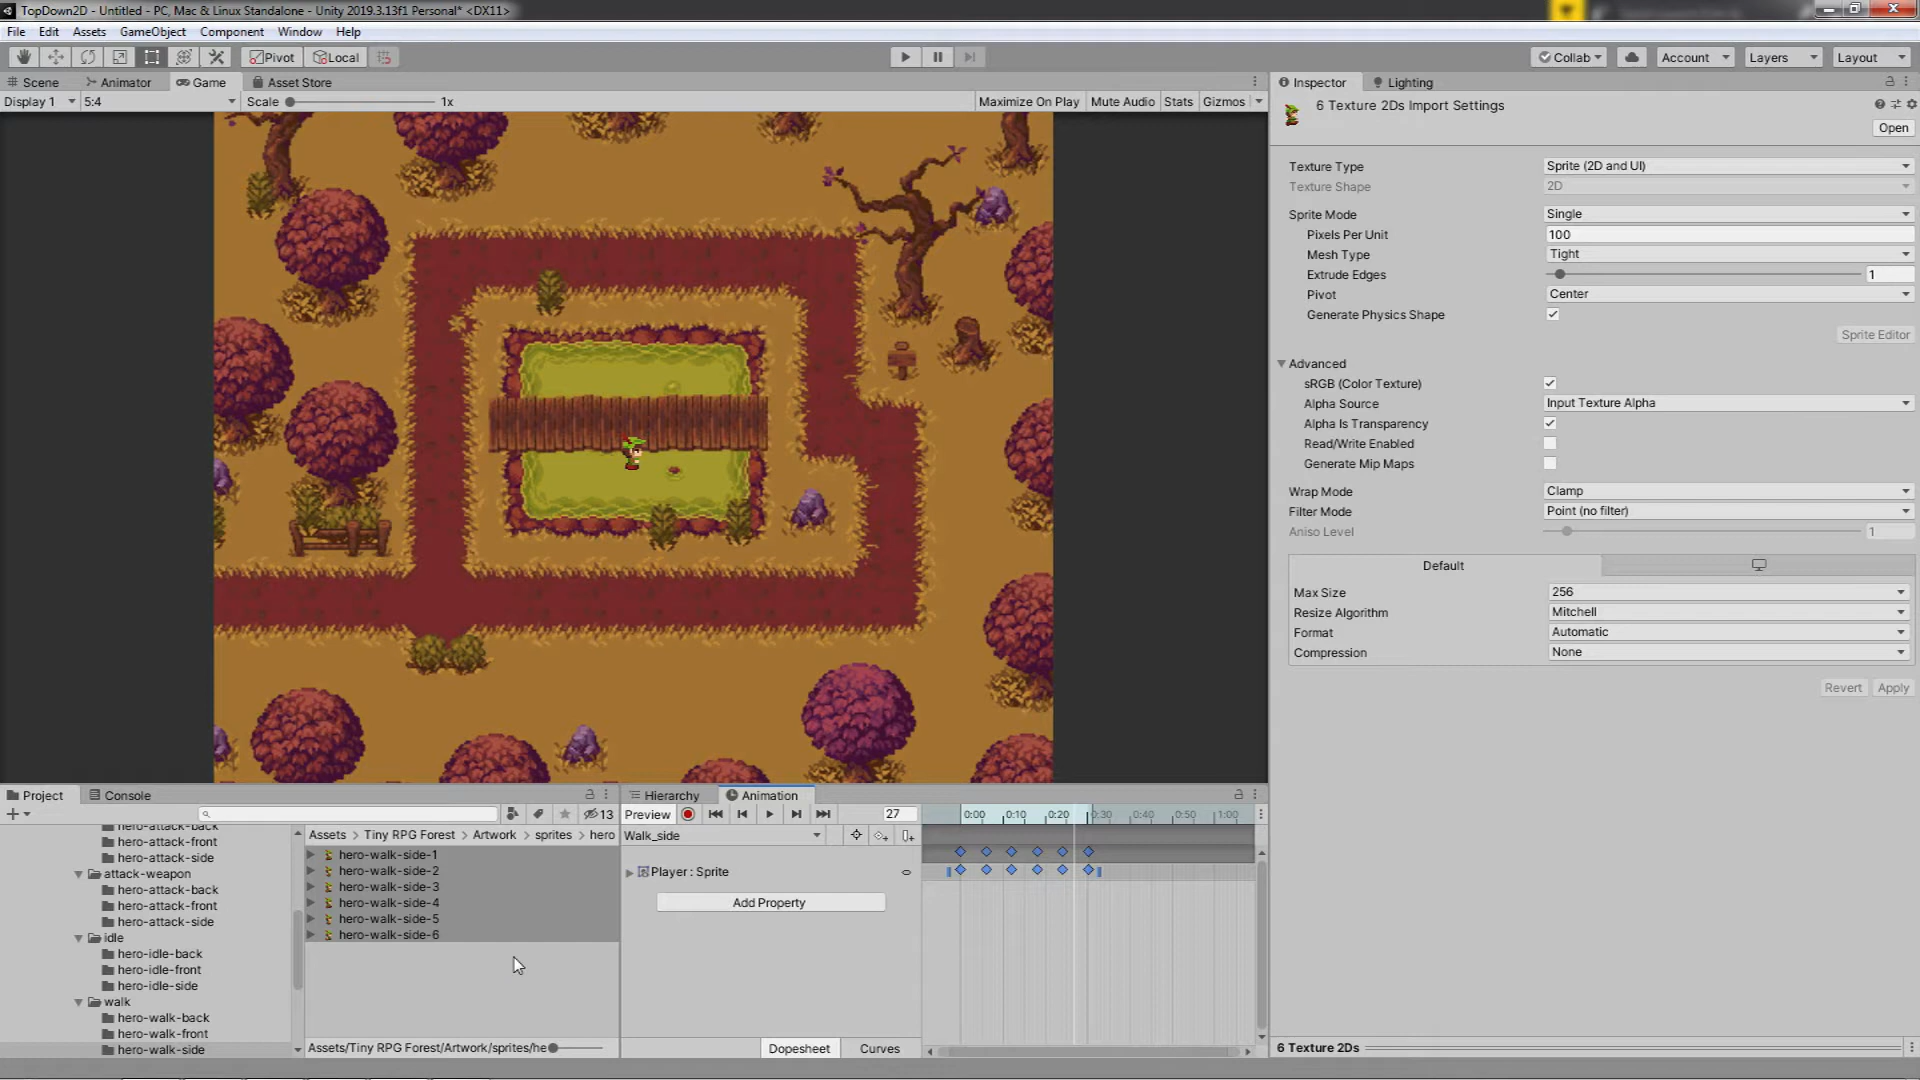 TopDown2D - Untitled - PC, Mac & Linux Standalone - Unity 2019.3.13f1 Personal* <DX11>
File Edit Assets GameObject Component Window Help
Pivot Local Collab Account Layers Layout
Scene Animator Game Asset Store
Display 1 5:4 Scale 1x Maximize On Play Mute Audio Stats Gizmos
Inspector Lighting
6 Texture 2Ds Import Settings
Open
Texture Type Sprite (2D and UI)
Texture Shape 2D
Sprite Mode Single
Pixels Per Unit 100
Mesh Type Tight
Extrude Edges 1
Pivot Center
Generate Physics Shape
Sprite Editor
Advanced
sRGB (Color Texture)
Alpha Source Input Texture Alpha
Alpha Is Transparency
Read/Write Enabled
Generate Mip Maps
Wrap Mode Clamp
Filter Mode Point (no filter)
Aniso Level 1
Default
Max Size 256
Resize Algorithm Mitchell
Format Automatic
Compression None
Revert Apply
6 Texture 2Ds
Project Console
13
hero-attack-back
hero-attack-front
hero-attack-side
attack-weapon
hero-attack-back
hero-attack-front
hero-attack-side
idle
hero-idle-back
hero-idle-front
hero-idle-side
walk
hero-walk-back
hero-walk-front
hero-walk-side
Assets > Tiny RPG Forest > Artwork > sprites > hero
hero-walk-side-1
hero-walk-side-2
hero-walk-side-3
hero-walk-side-4
hero-walk-side-5
hero-walk-side-6
Assets/Tiny RPG Forest/Artwork/sprites/he
Hierarchy Animation
Preview 27 0:00 0:10 0:20 0:30 0:40 0:50 1:00
Walk_side
Player : Sprite
Add Property
Dopesheet Curves